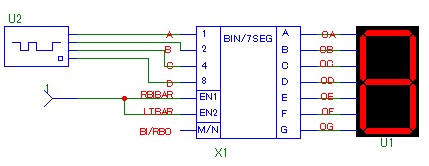 U2
A 1 BIN/7SEG A OA
B 2 B OB
C 4 C OC
D 8 D OD
1 RBIBAR EN1 E OE
LTBAR EN2 F OF
BI/RBO M/N G OG
X1 U1